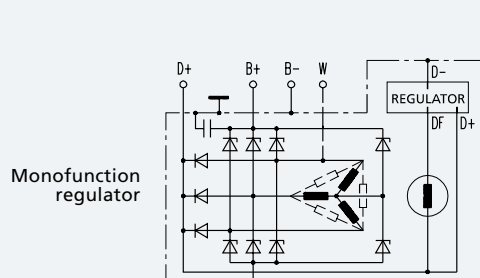 D+ B+ B- W
D-
REGULATOR
DF D+
Monofunction
regulator